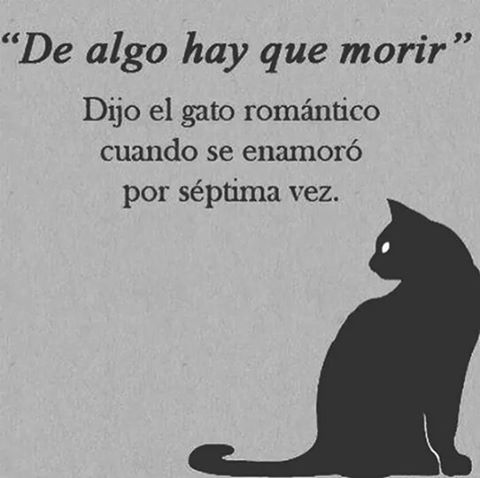 “De algo hay que morir”
Dijo el gato romántico
cuando se enamoró
por séptima vez.